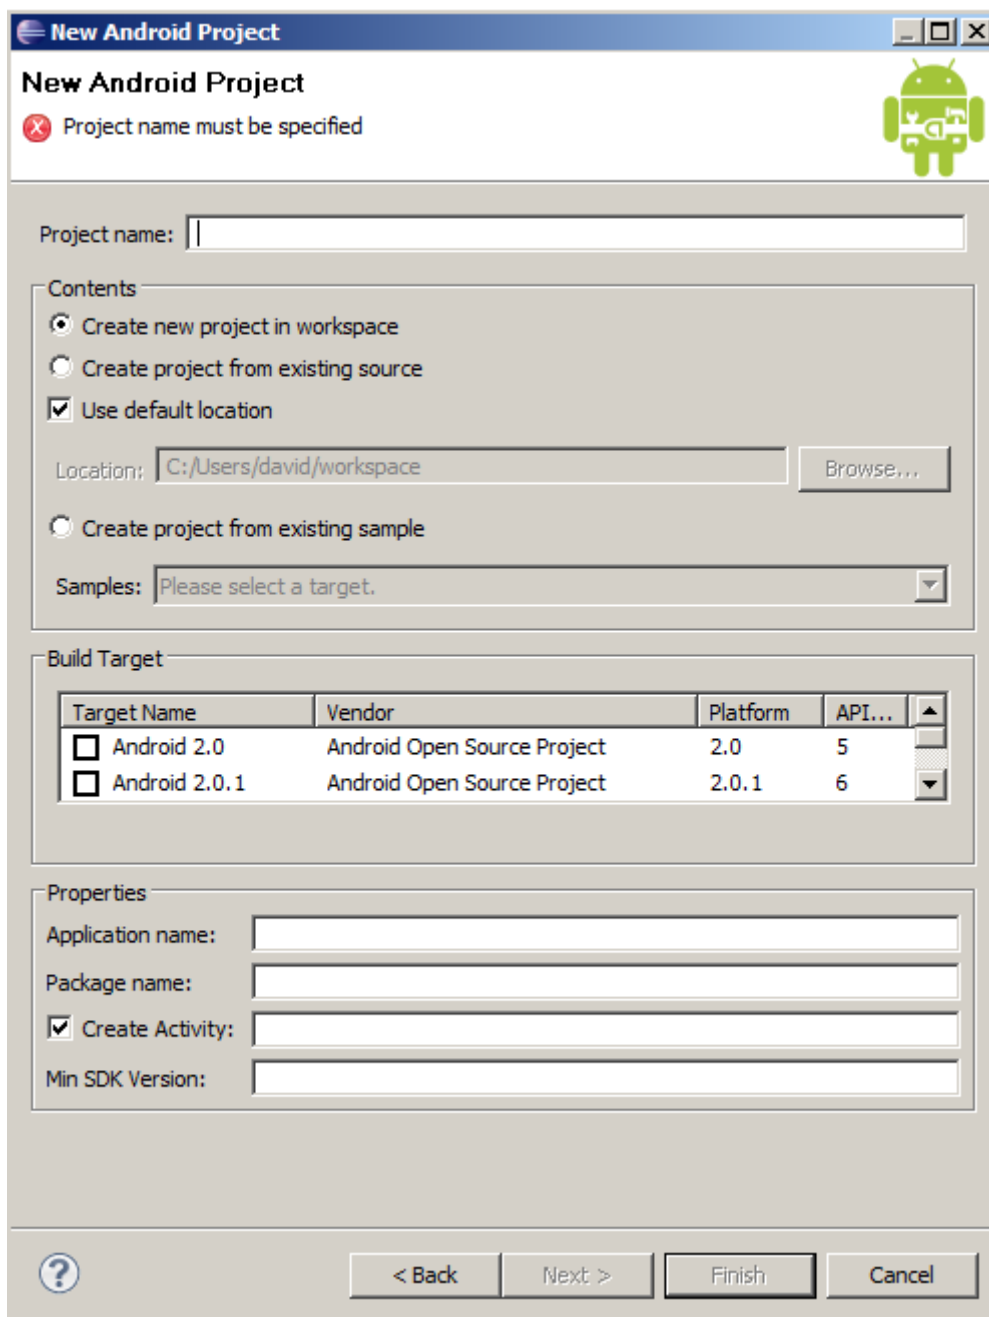 New Android Project
New Android Project
Project name must be specified
Project name:
Contents
Create new project in workspace
Create project from existing source
Use default location
Location: C:/Users/david/workspace Browse...
Create project from existing sample
Samples: Please select a target.
Build Target
Target Name Vendor Platform API...
Android 2.0 Android Open Source Project 2.0 5
Android 2.0.1 Android Open Source Project 2.0.1 6
Properties
Application name:
Package name:
Create Activity:
Min SDK Version:
? < Back Next > Finish Cancel